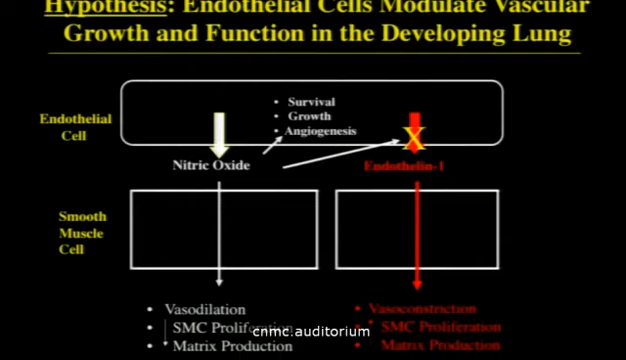 Hypothesis: Endothelial Cells Modulate Vascular
Growth and Function in the Developing Lung
Endothelial
Cell
• Survival
• Growth
• Angiogenesis
X
Nitric Oxide
Endothelin-1
Smooth
Muscle
Cell
• Vasodilation
• SMC Proliferation
• Matrix Production
• Vasoconstriction
• SMC Proliferation
• Matrix Production
cnmc.auditorium